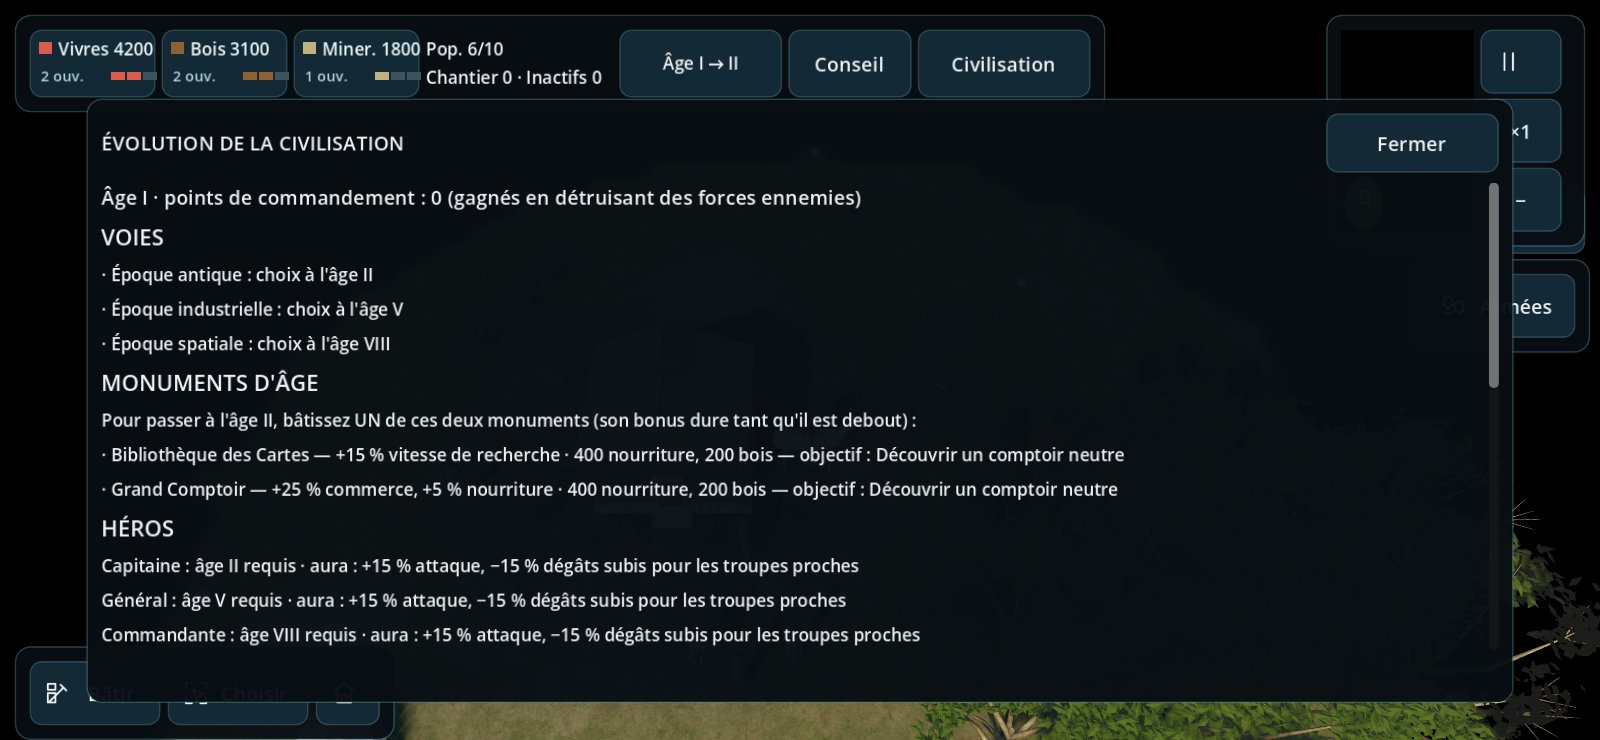 Vivres 4200
2 ouv.
Bois 3100
2 ouv.
Miner. 1800
1 ouv.
Pop. 6/10
Chantier 0 · Inactifs 0
Âge I → II
Conseil
Civilisation
||
×1
–
ÉVOLUTION DE LA CIVILISATION
Fermer
Âge I · points de commandement : 0 (gagnés en détruisant des forces ennemies)
VOIES
· Époque antique : choix à l'âge II
· Époque industrielle : choix à l'âge V
· Époque spatiale : choix à l'âge VIII
MONUMENTS D'ÂGE
Pour passer à l'âge II, bâtissez UN de ces deux monuments (son bonus dure tant qu'il est debout) :
· Bibliothèque des Cartes — +15 % vitesse de recherche · 400 nourriture, 200 bois — objectif : Découvrir un comptoir neutre
· Grand Comptoir — +25 % commerce, +5 % nourriture · 400 nourriture, 200 bois — objectif : Découvrir un comptoir neutre
HÉROS
Capitaine : âge II requis · aura : +15 % attaque, −15 % dégâts subis pour les troupes proches
Général : âge V requis · aura : +15 % attaque, −15 % dégâts subis pour les troupes proches
Commandante : âge VIII requis · aura : +15 % attaque, −15 % dégâts subis pour les troupes proches
Armées
Bâtir
Choisir